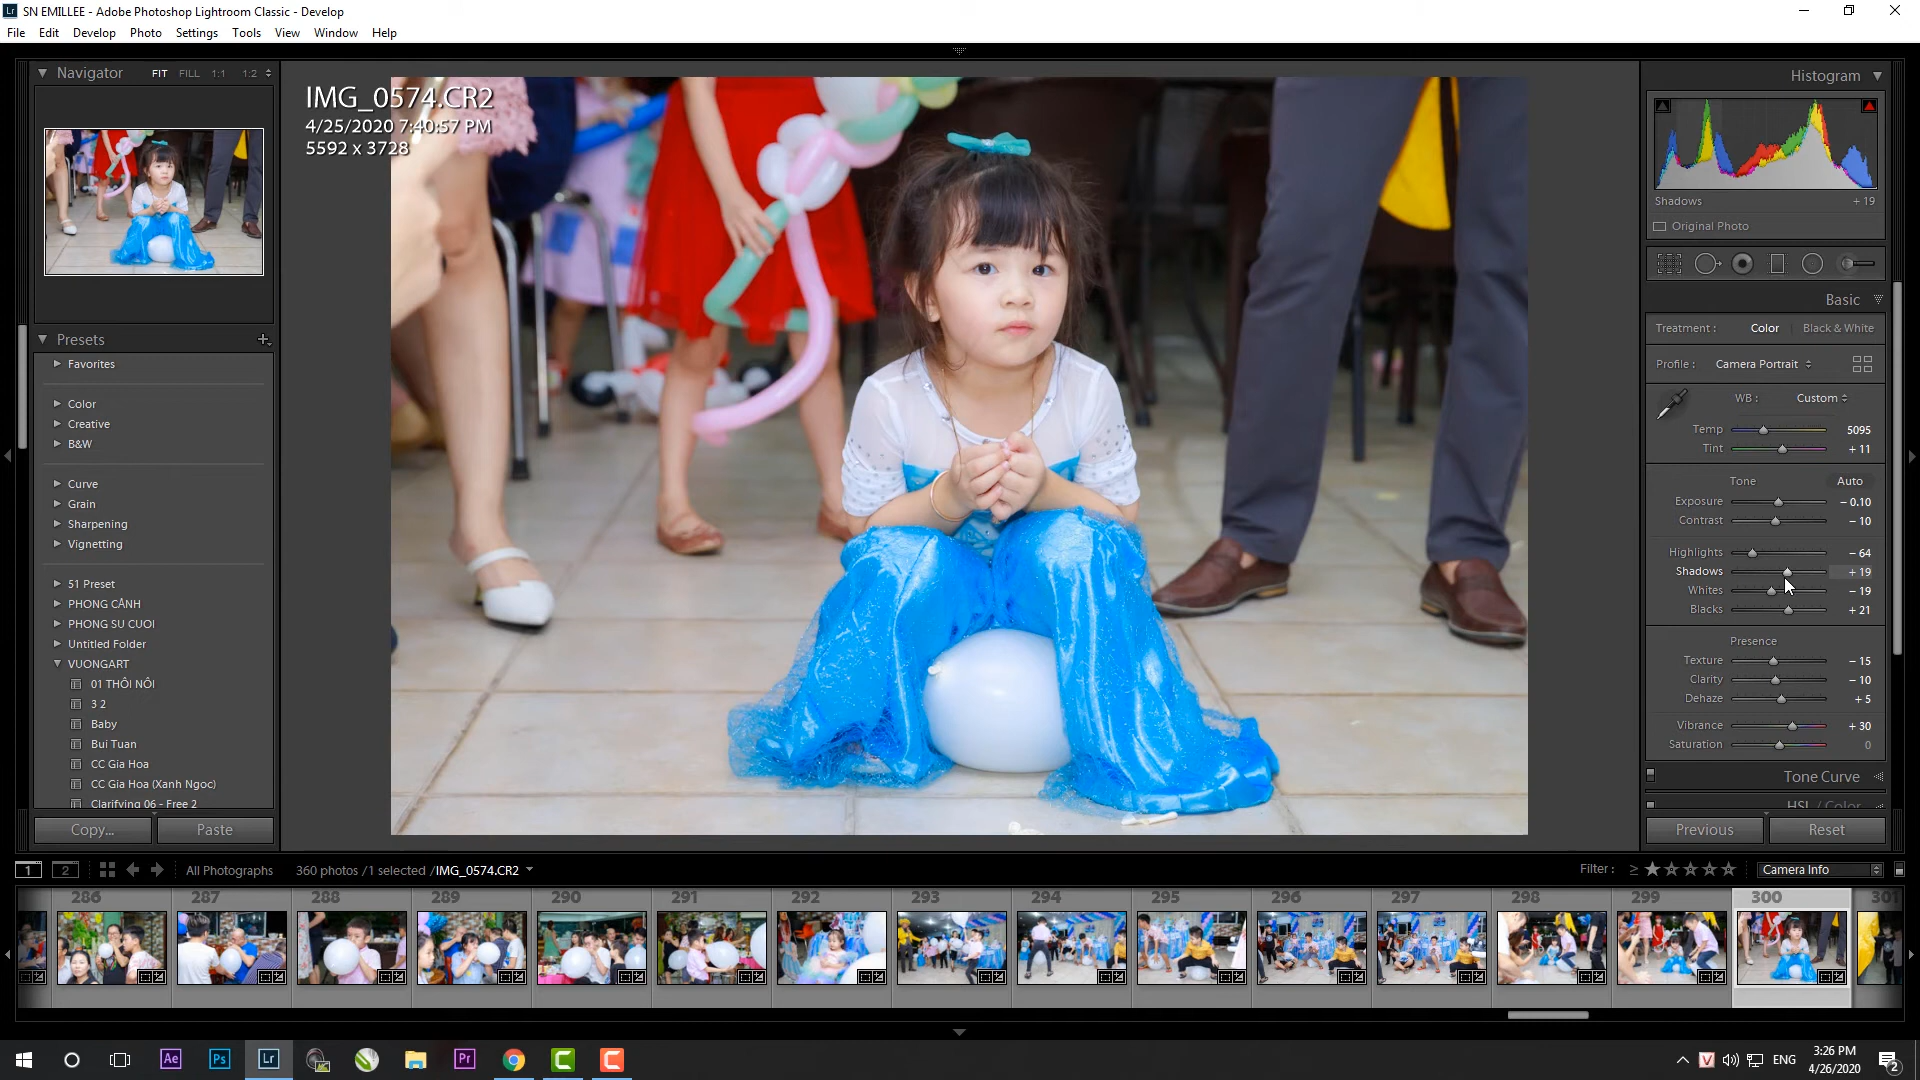 SN EMILLEE - Adobe Photoshop Lightroom Classic - Develop
File Edit Develop Photo Settings Tools View Window Help
Navigator FIT FILL 1:1 1:2
IMG_0574.CR2
4/25/2020 7:40:57 PM
5592 x 3728
Presets
Favorites
Color
Creative
B&W
Curve
Grain
Sharpening
Vignetting
51 Preset
PHONG CẢNH
PHONG SU CUOI
Untitled Folder
VUONGART
01 THÔI NÔI
3 2
Baby
Bui Tuan
CC Gia Hoa
CC Gia Hoa (Xanh Ngoc)
Clarifying 06 - Free 2
Copy... Paste
Histogram
Shadows + 19
Original Photo
Basic
Treatment : Color Black & White
Profile : Camera Portrait
WB : Custom
Temp 5095
Tint + 11
Tone Auto
Exposure − 0.10
Contrast − 10
Highlights − 64
Shadows + 19
Whites − 19
Blacks + 21
Presence
Texture − 15
Clarity − 10
Dehaze + 5
Vibrance + 30
Saturation 0
Tone Curve
HSL / Color
Previous Reset
1 2 All Photographs 360 photos /1 selected /IMG_0574.CR2 Filter : ≥ Camera Info
286 287 288 289 290 291 292 293 294 295 296 297 298 299 300 301
Ae Ps Lr Pr C C V ENG 3:26 PM
4/26/2020 2